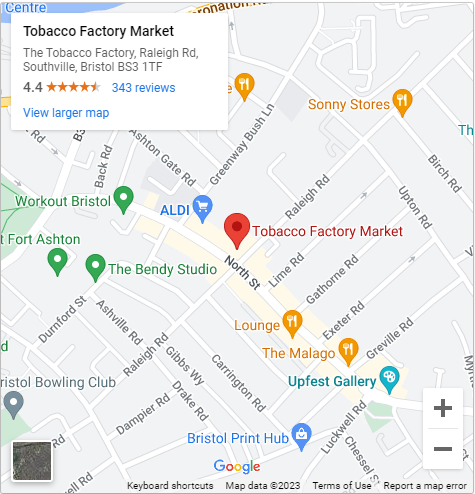 Centre
Coronation Rd
Tobacco Factory Market
The Tobacco Factory, Raleigh Rd,
Southville, Bristol BS3 1TF
4.4
343 reviews
View larger map
e
Sonny Stores
Th
Greenway Bush Ln
Ashton Gate Rd
Back Rd
Birch Rd
Raleigh Rd
Upton Rd
Workout Bristol
ALDI
Tobacco Factory Market
t Fort Ashton
The Bendy Studio
North St
Lime Rd
Gathorne Rd
Durnford St
Ashville Rd
Exeter Rd
Lounge
Greville Rd
The Malago
Raleigh Rd
Gibbs Wy
Carrington Rd
Upfest Gallery
ristol Bowling Club
Drake Rd
Dampier Rd
Luckwell Rd
Bristol Print Hub
Chessel S
Myrt
Google
Keyboard shortcuts
Map data ©2023
Terms of Use
Report a map error